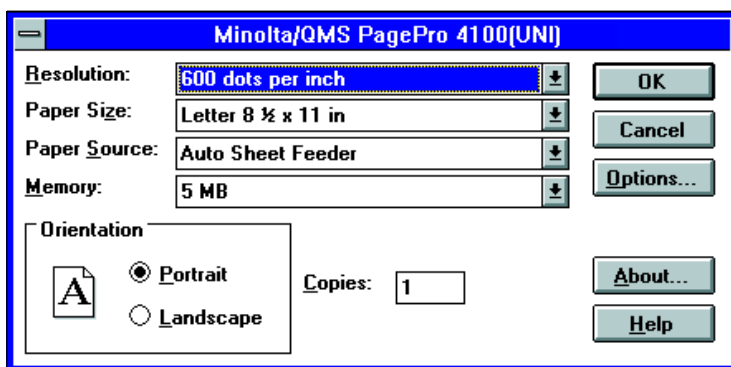 Minolta/QMS PagePro 4100(UNI)
Resolution: 600 dots per inch
OK
Paper Size: Letter 8 ½ x 11 in
Cancel
Paper Source: Auto Sheet Feeder
Options...
Memory: 5 MB
Orientation
A
Portrait
Landscape
Copies: 1
About...
Help